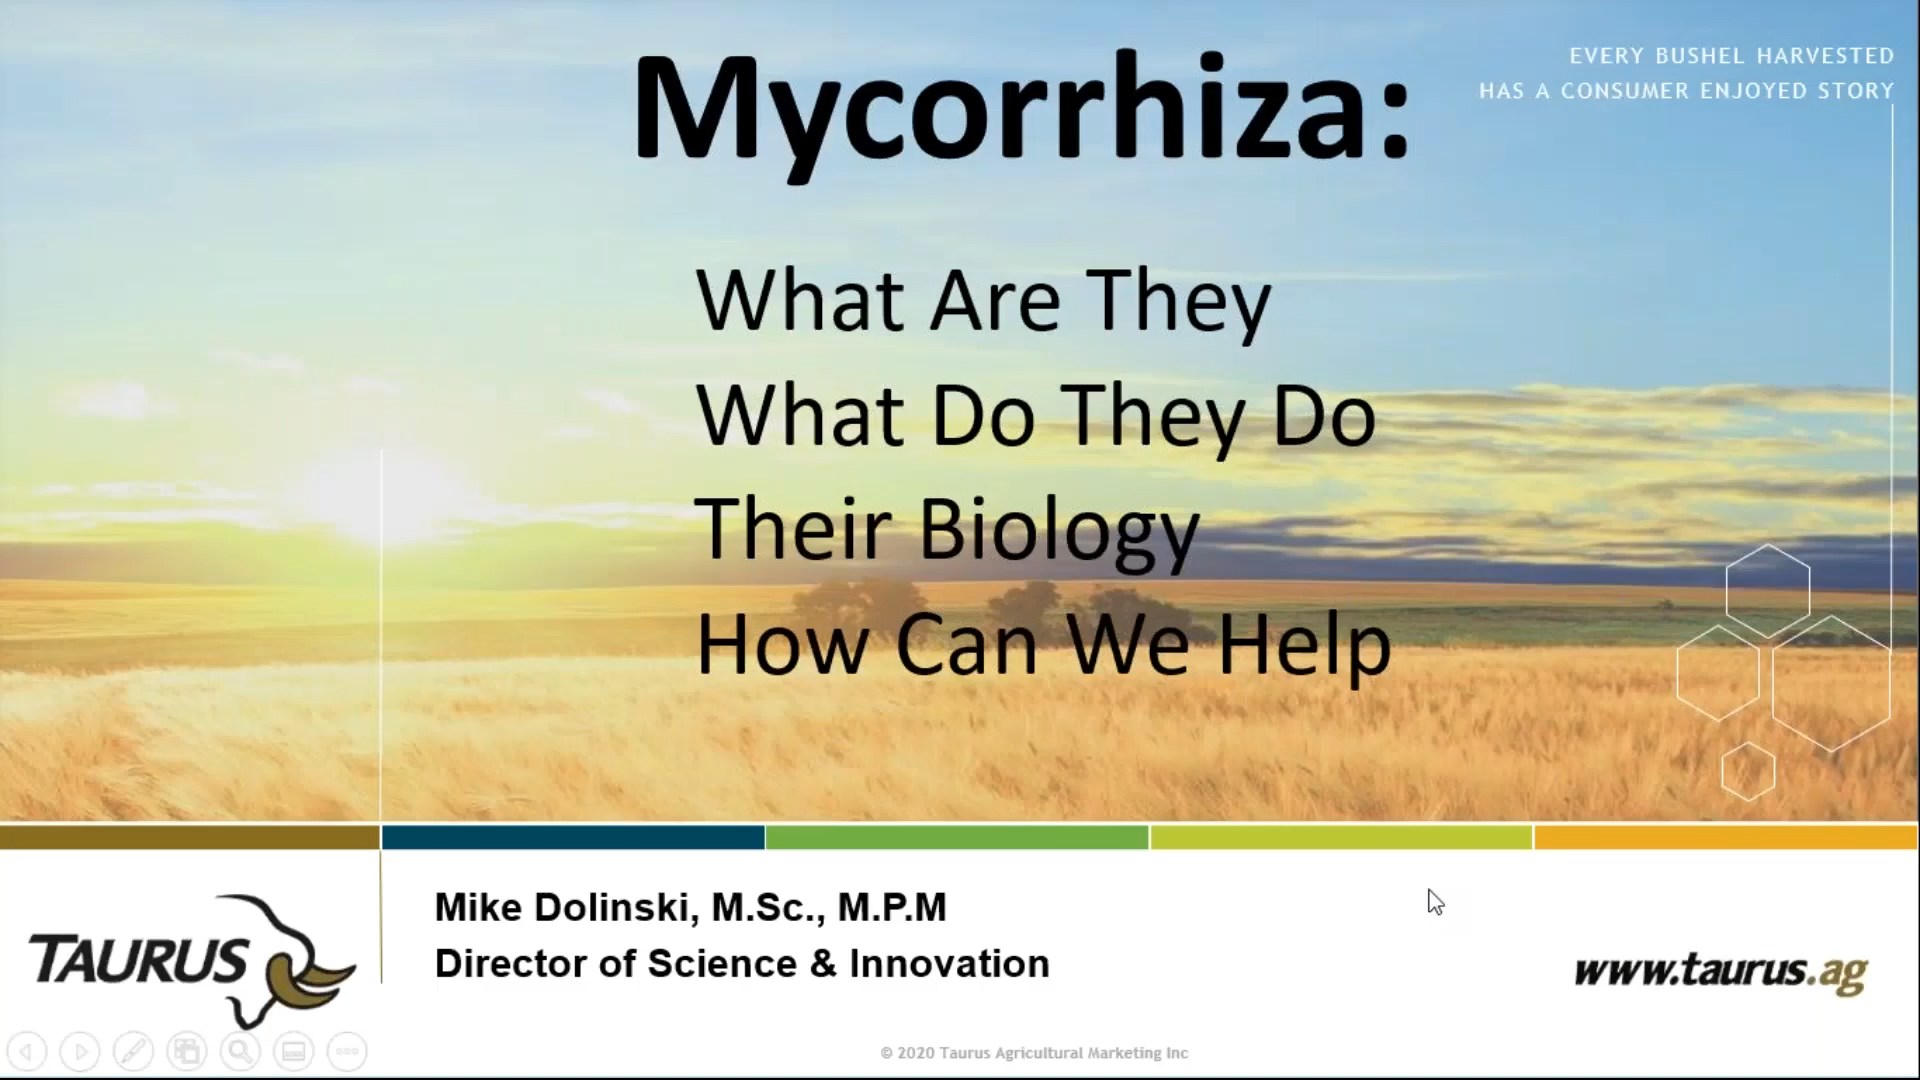 Mycorrhiza:
EVERY BUSHEL HARVESTED
HAS A CONSUMER ENJOYED STORY
What Are They
What Do They Do
Their Biology
How Can We Help
TAURUS
Mike Dolinski, M.Sc., M.P.M
Director of Science & Innovation
www.taurus.ag
© 2020 Taurus Agricultural Marketing Inc